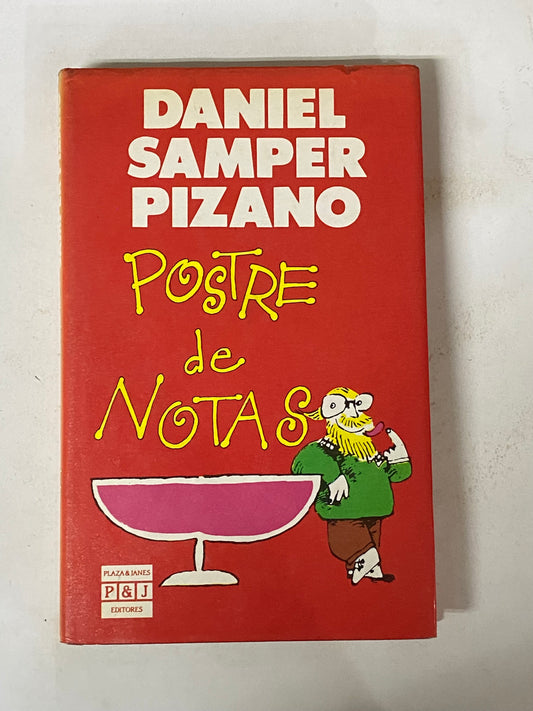 DANIEL
SAMPER
PIZANO
POSTRE
de
NOTAS
PLAZA & JANES
P & J
EDITORES